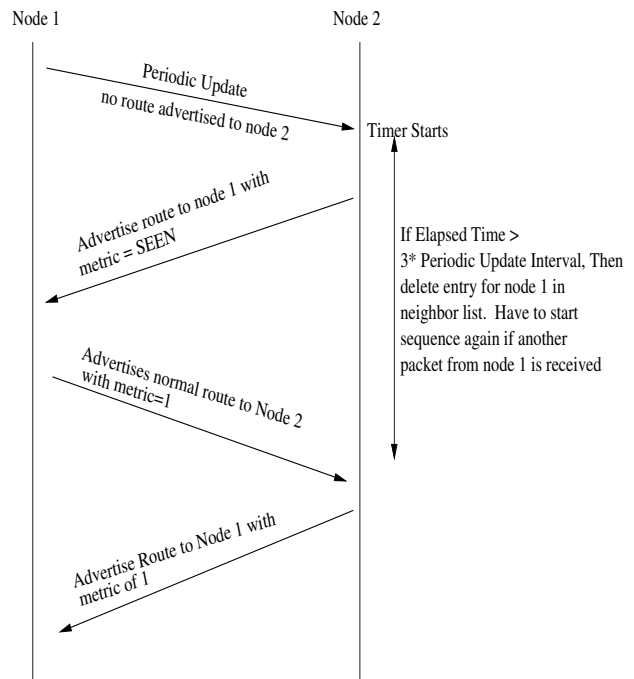 Node 1
Node 2
Periodic Update
no route advertised to node 2
Timer Starts
Advertise route to node 1 with
metric = SEEN
If Elapsed Time >
3* Periodic Update Interval, Then
delete entry for node 1 in
neighbor list. Have to start
sequence again if another
packet from node 1 is received
Advertises normal route to Node 2
with metric=1
Advertise Route to Node 1 with
metric of 1